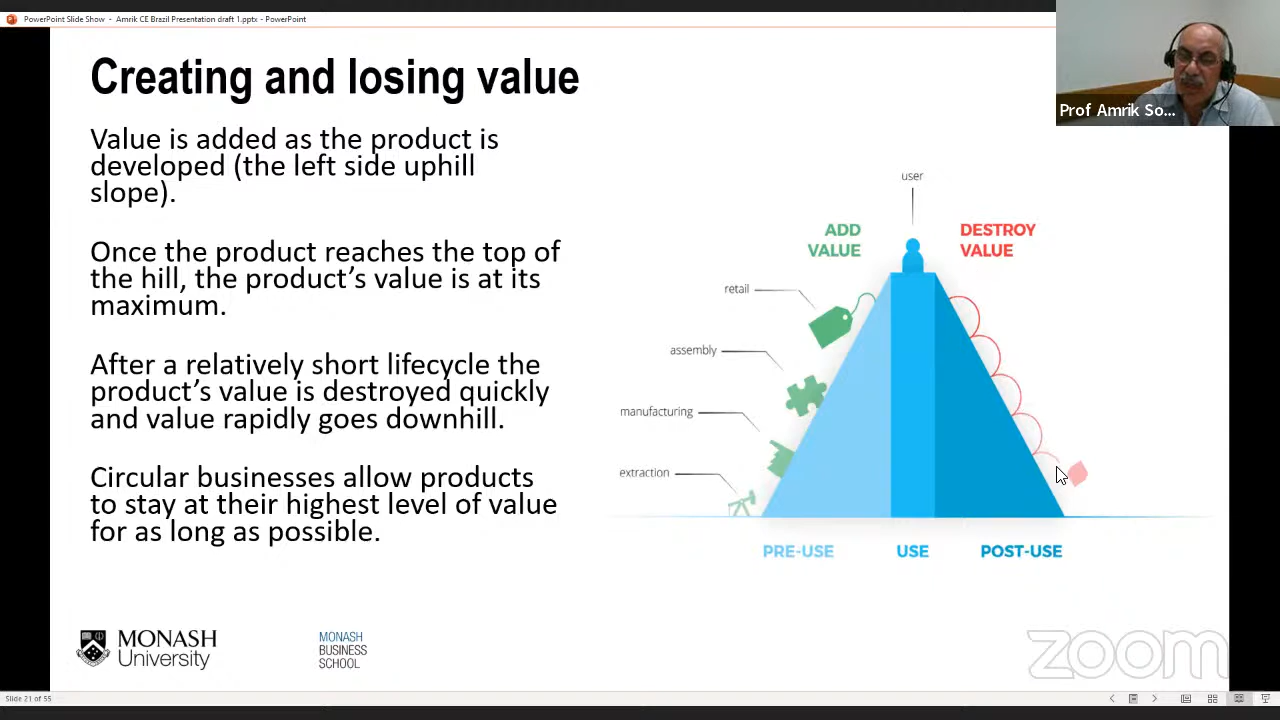 PowerPoint Slide Show - Amrik CE Brazil Presentation draft 1.pptx - PowerPoint
Creating and losing value
Prof Amrik So...
Value is added as the product is
developed (the left side uphill
slope).
Once the product reaches the top of
the hill, the product's value is at its
maximum.
After a relatively short lifecycle the
product's value is destroyed quickly
and value rapidly goes downhill.
Circular businesses allow products
to stay at their highest level of value
for as long as possible.
user
ADD
VALUE
DESTROY
VALUE
retail
assembly
manufacturing
extraction
PRE-USE
USE
POST-USE
MONASH
University
MONASH
BUSINESS
SCHOOL
zoom
Slide 21 of 55